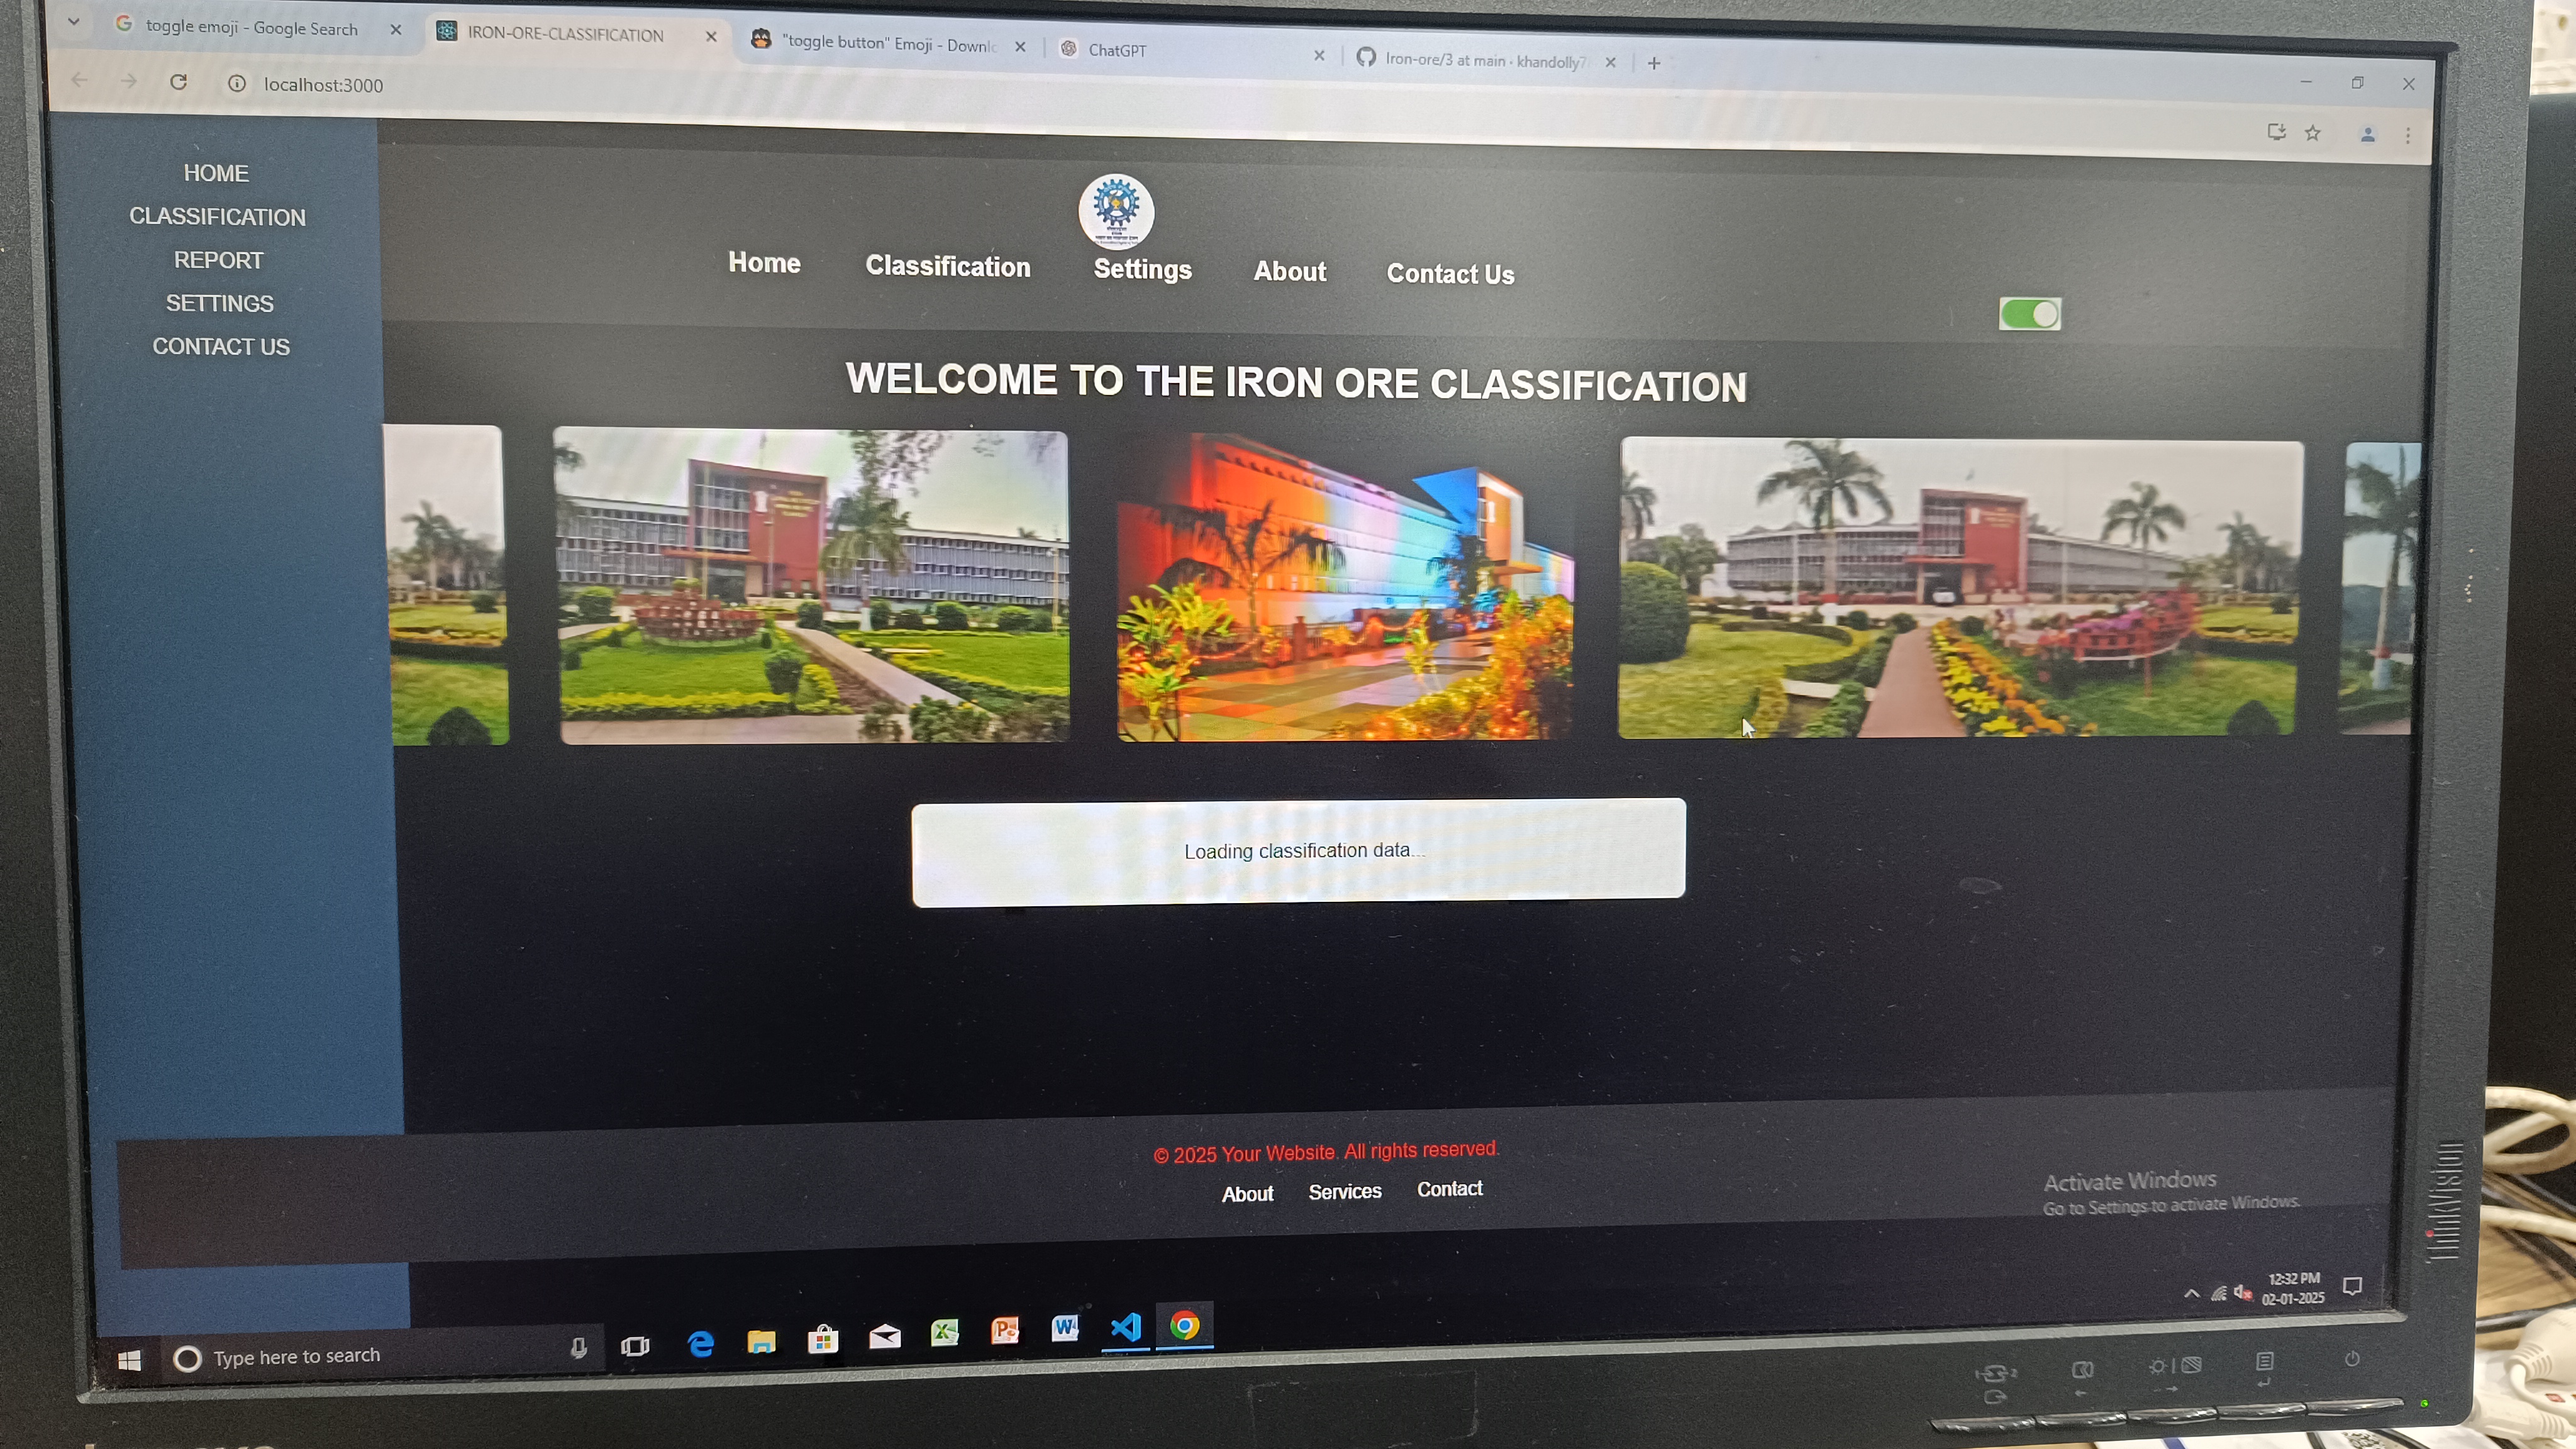 toggle emoji - Google Search
IRON-ORE-CLASSIFICATION
"toggle button" Emoji - Downlo
ChatGPT
Iron-ore/3 at main · khandolly7
localhost:3000
HOME
CLASSIFICATION
REPORT
SETTINGS
CONTACT US
Home Classification Settings About Contact Us
WELCOME TO THE IRON ORE CLASSIFICATION
Loading classification data...
© 2025 Your Website. All rights reserved.
About Services Contact
Activate Windows
Go to Settings to activate Windows.
Type here to search
12:32 PM
02-01-2025